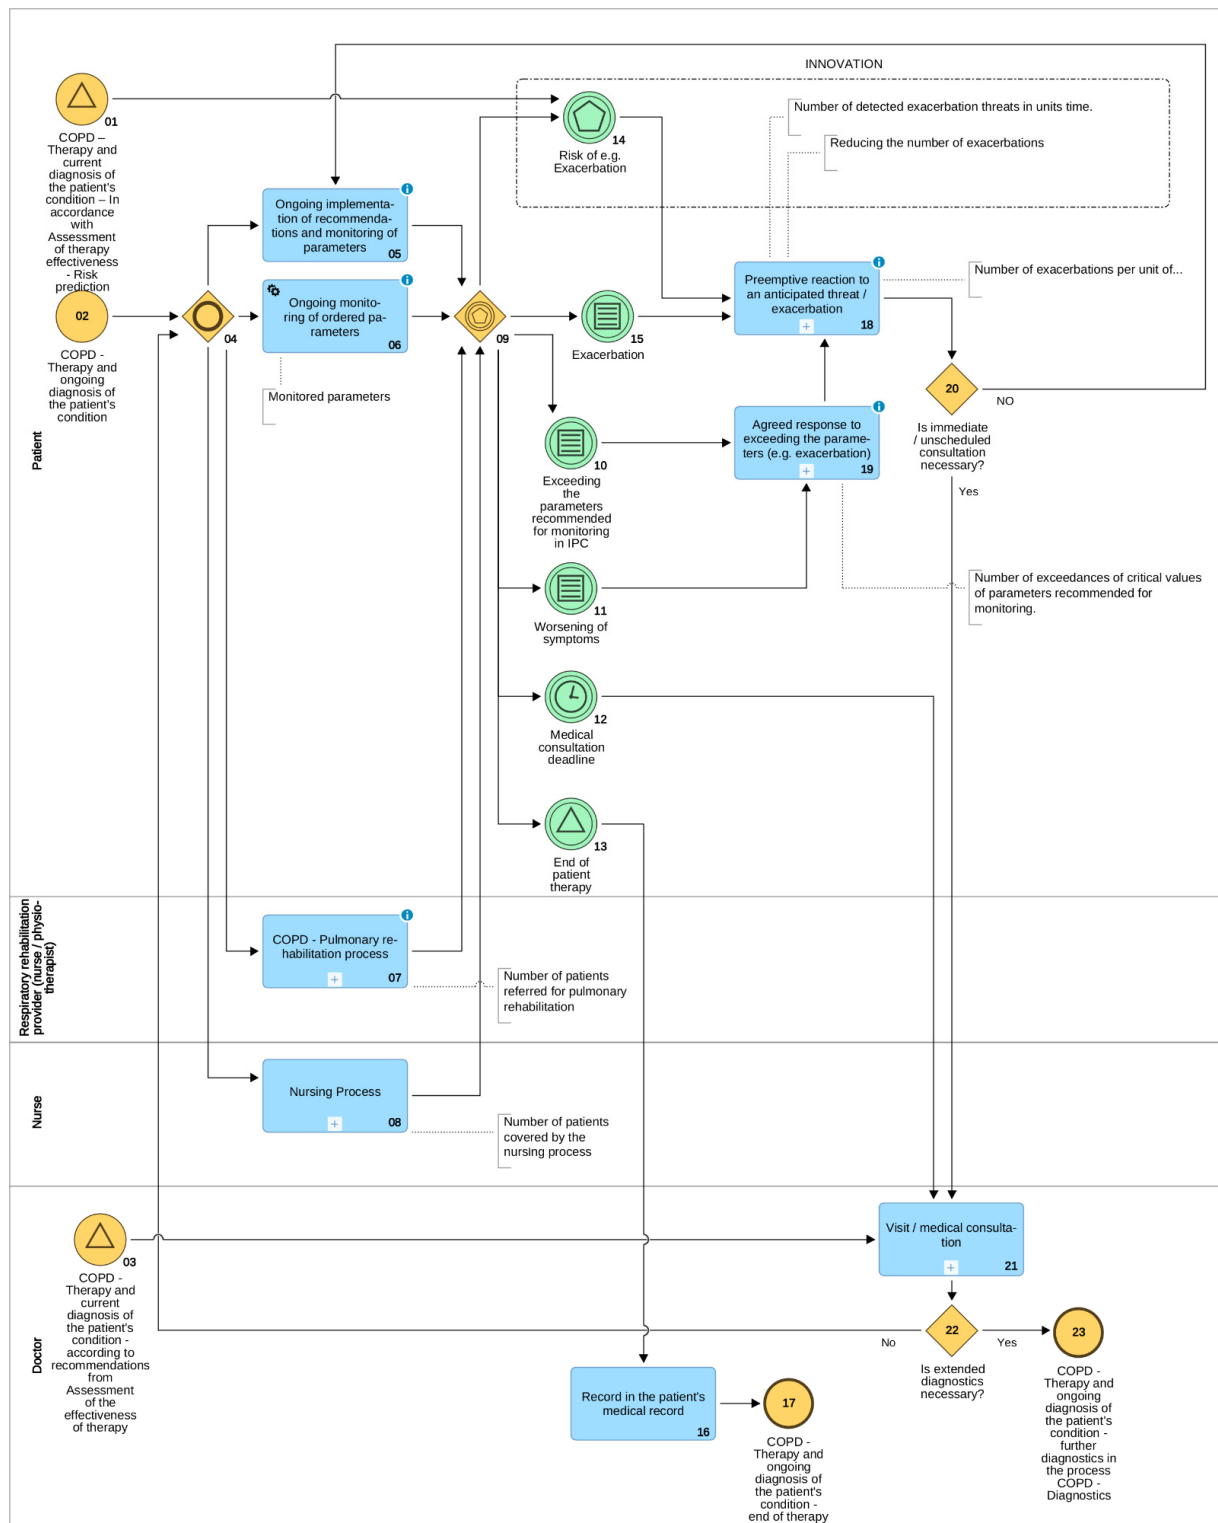 INNOVATION
01
COPD –
Therapy and
current
diagnosis of
the patient's
condition – In
accordance
with
Assessment
of therapy
effectiveness
- Risk
prediction
14
Risk of e.g.
Exacerbation
Number of detected exacerbation threats in units time.
Reducing the number of exacerbations
Ongoing implementa-
tion of recommenda-
tions and monitoring of
parameters
05
02
COPD -
Therapy and
ongoing
diagnosis of
the patient's
condition
04
Ongoing monito-
ring of ordered pa-
rameters
06
Monitored parameters
09
15
Exacerbation
Preemptive reaction to
an anticipated threat /
exacerbation
+
18
Number of exacerbations per unit of...
20
NO
Is immediate
/ unscheduled
consultation
necessary?
Yes
Patient
10
Exceeding
the
parameters
recommended
for monitoring
in IPC
Agreed response to
exceeding the parame-
ters (e.g. exacerbation)
+
19
11
Worsening of
symptoms
Number of exceedances of critical values
of parameters recommended for
monitoring.
12
Medical
consultation
deadline
13
End of
patient
therapy
Respiratory rehabilitation
provider (nurse / physio-
therapist)
COPD - Pulmonary re-
habilitation process
+
07
Number of patients
referred for pulmonary
rehabilitation
Nurse
Nursing Process
+
08
Number of patients
covered by the
nursing process
Doctor
03
COPD -
Therapy and
current
diagnosis of
the patient's
condition -
according to
recommendations
from
Assessment
of the
effectiveness
of therapy
Visit / medical consulta-
tion
+
21
22
No
Yes
Is extended
diagnostics
necessary?
23
COPD -
Therapy and
ongoing
diagnosis of
the patient's
condition -
further
diagnostics in
the process
COPD -
Diagnostics
Record in the patient's
medical record
16
17
COPD -
Therapy and
ongoing
diagnosis of
the patient's
condition -
end of therapy